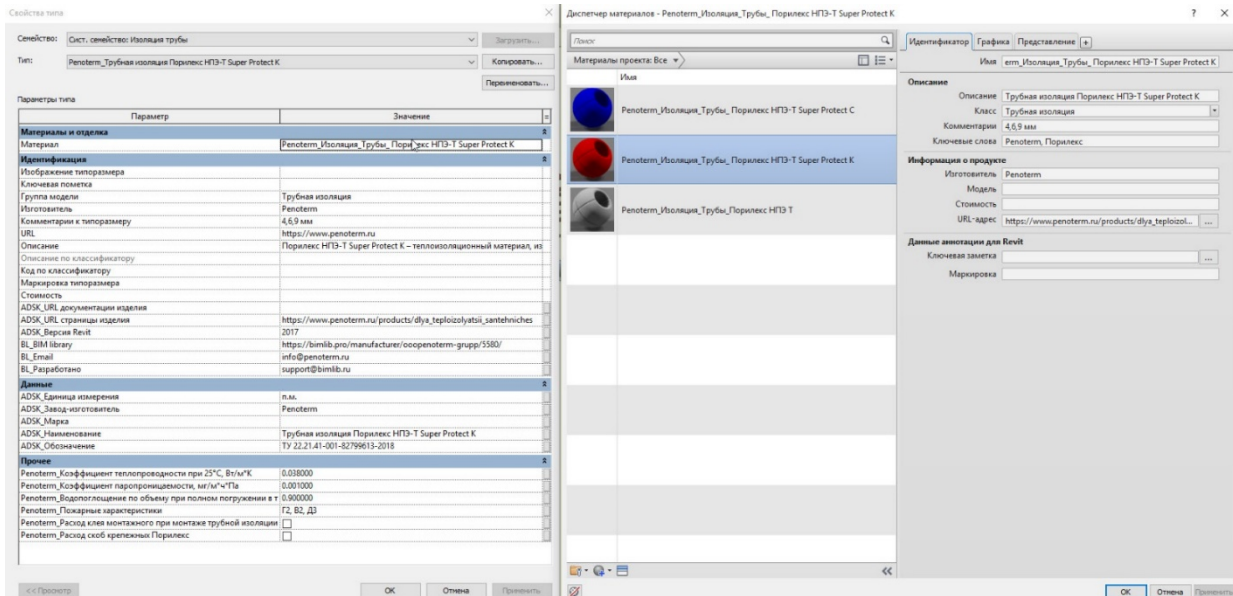 Свойства типа
Семейство: Сист. семейство: Изоляция трубы Загрузить...
Тип: Penoterm_Трубная изоляция Порилекс НПЭ-Т Super Protect К Копировать...
Переименовать...
Параметры типа
Параметр Значение =
Материалы и отделка
Материал Penoterm_Изоляция_Трубы_ Порилекс НПЭ-Т Super Protect К
Идентификация
Изображение типоразмера
Ключевая пометка
Группа модели Трубная изоляция
Изготовитель Penoterm
Комментарии к типоразмеру 4,6,9 мм
URL https://www.penoterm.ru
Описание Порилекс НПЭ-Т Super Protect К – теплоизоляционный материал, из
Описание по классификатору
Код по классификатору
Маркировка типоразмера
Стоимость
ADSK_URL документации изделия
ADSK_URL страницы изделия https://www.penoterm.ru/products/dlya_teploizolyatsii_santehniches
ADSK_Версия Revit 2017
BL_BIM library https://bimlib.pro/manufacturer/ooopenoterm-grupp/5580/
BL_Email info@penoterm.ru
BL_Разработано support@bimlib.ru
Данные
ADSK_Единица измерения п.м.
ADSK_Завод-изготовитель Penoterm
ADSK_Марка
ADSK_Наименование Трубная изоляция Порилекс НПЭ-Т Super Protect К
ADSK_Обозначение ТУ 22.21.41-001-82799613-2018
Прочее
Penoterm_Коэффициент теплопроводности при 25°С, Вт/м*К 0.038000
Penoterm_Коэффициент паропроницаемости, мг/м*ч*Па 0.001000
Penoterm_Водопоглощение по объему при полном погружении в т 0.900000
Penoterm_Пожарные характеристики Г2, В2, Д3
Penoterm_Расход клея монтажного при монтаже трубной изоляции
Penoterm_Расход скоб крепежных Порилекс
<< Просмотр ОК Отмена Применить
Диспетчер материалов - Penoterm_Изоляция_Трубы_ Порилекс НПЭ-Т Super Protect К ? ×
Поиск
Материалы проекта: Все
Имя
Penoterm_Изоляция_Трубы_ Порилекс НПЭ-Т Super Protect С
Penoterm_Изоляция_Трубы_ Порилекс НПЭ-Т Super Protect К
Penoterm_Изоляция_Трубы_Порилекс НПЭ Т
Идентификатор Графика Представление +
Имя erm_Изоляция_Трубы_ Порилекс НПЭ-Т Super Protect К
Описание
Описание Трубная изоляция Порилекс НПЭ-Т Super Protect К
Класс Трубная изоляция
Комментарии 4,6,9 мм
Ключевые слова Penoterm, Порилекс
Информация о продукте
Изготовитель Penoterm
Модель
Стоимость
URL-адрес https://www.penoterm.ru/products/dlya_teploizol... ...
Данные аннотации для Revit
Ключевая заметка ...
Маркировка
ОК Отмена Применить